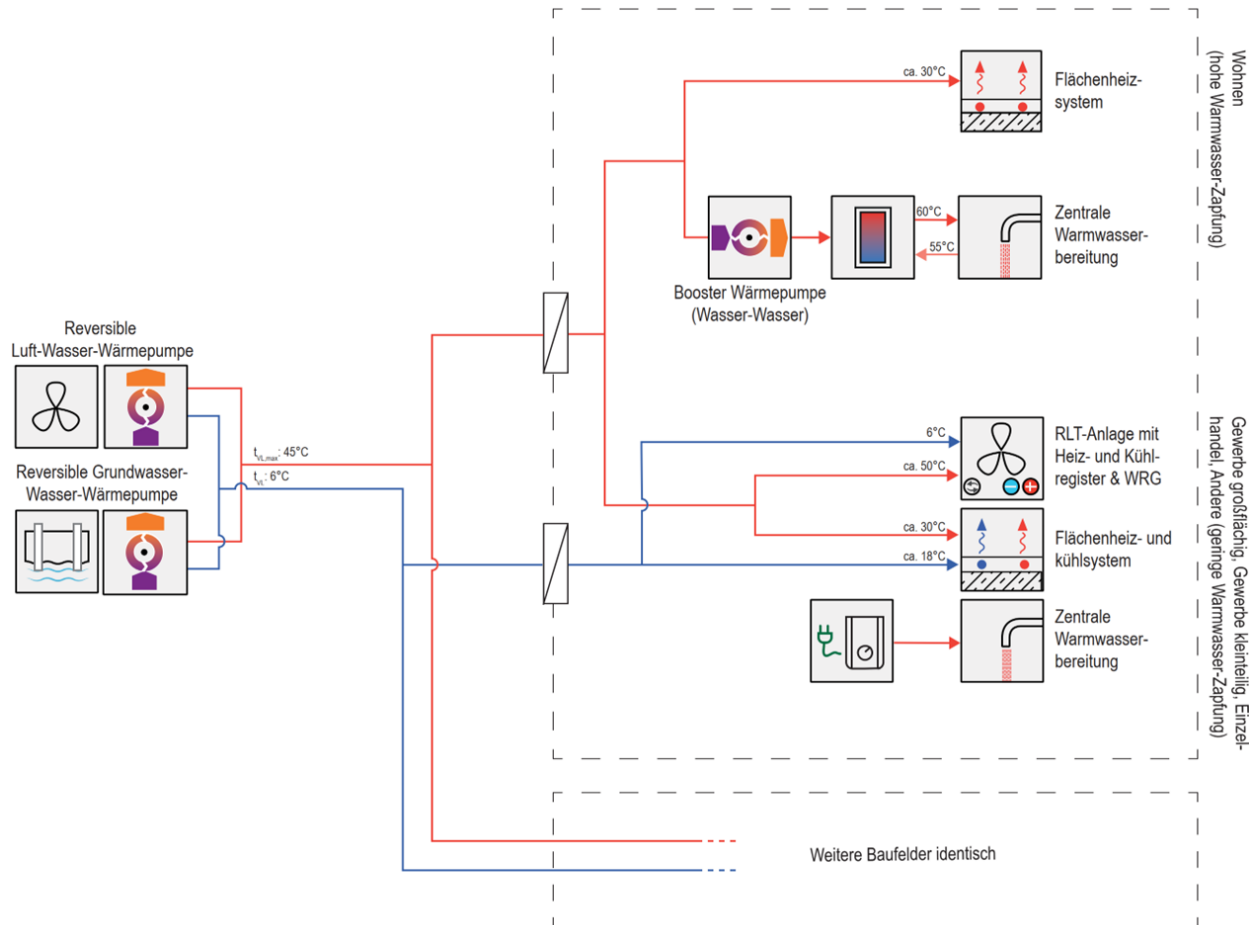 ca. 30°C
Flächenheiz-
system
Wohnen
(hohe Warmwasser-Zapfung)
60°C
55°C
Zentrale
Warmwasser-
bereitung
Booster Wärmepumpe
(Wasser-Wasser)
Reversible
Luft-Wasser-Wärmepumpe
tVL,max: 45°C
tVL: 6°C
Reversible Grundwasser-
Wasser-Wärmepumpe
6°C
ca. 50°C
RLT-Anlage mit
Heiz- und Kühl-
register & WRG
ca. 30°C
ca. 18°C
Flächenheiz- und
kühlsystem
Zentrale
Warmwasser-
bereitung
Gewerbe großflächig, Gewerbe kleinteilig, Einzel-
handel, Andere (geringe Warmwasser-Zapfung)
Weitere Baufelder identisch